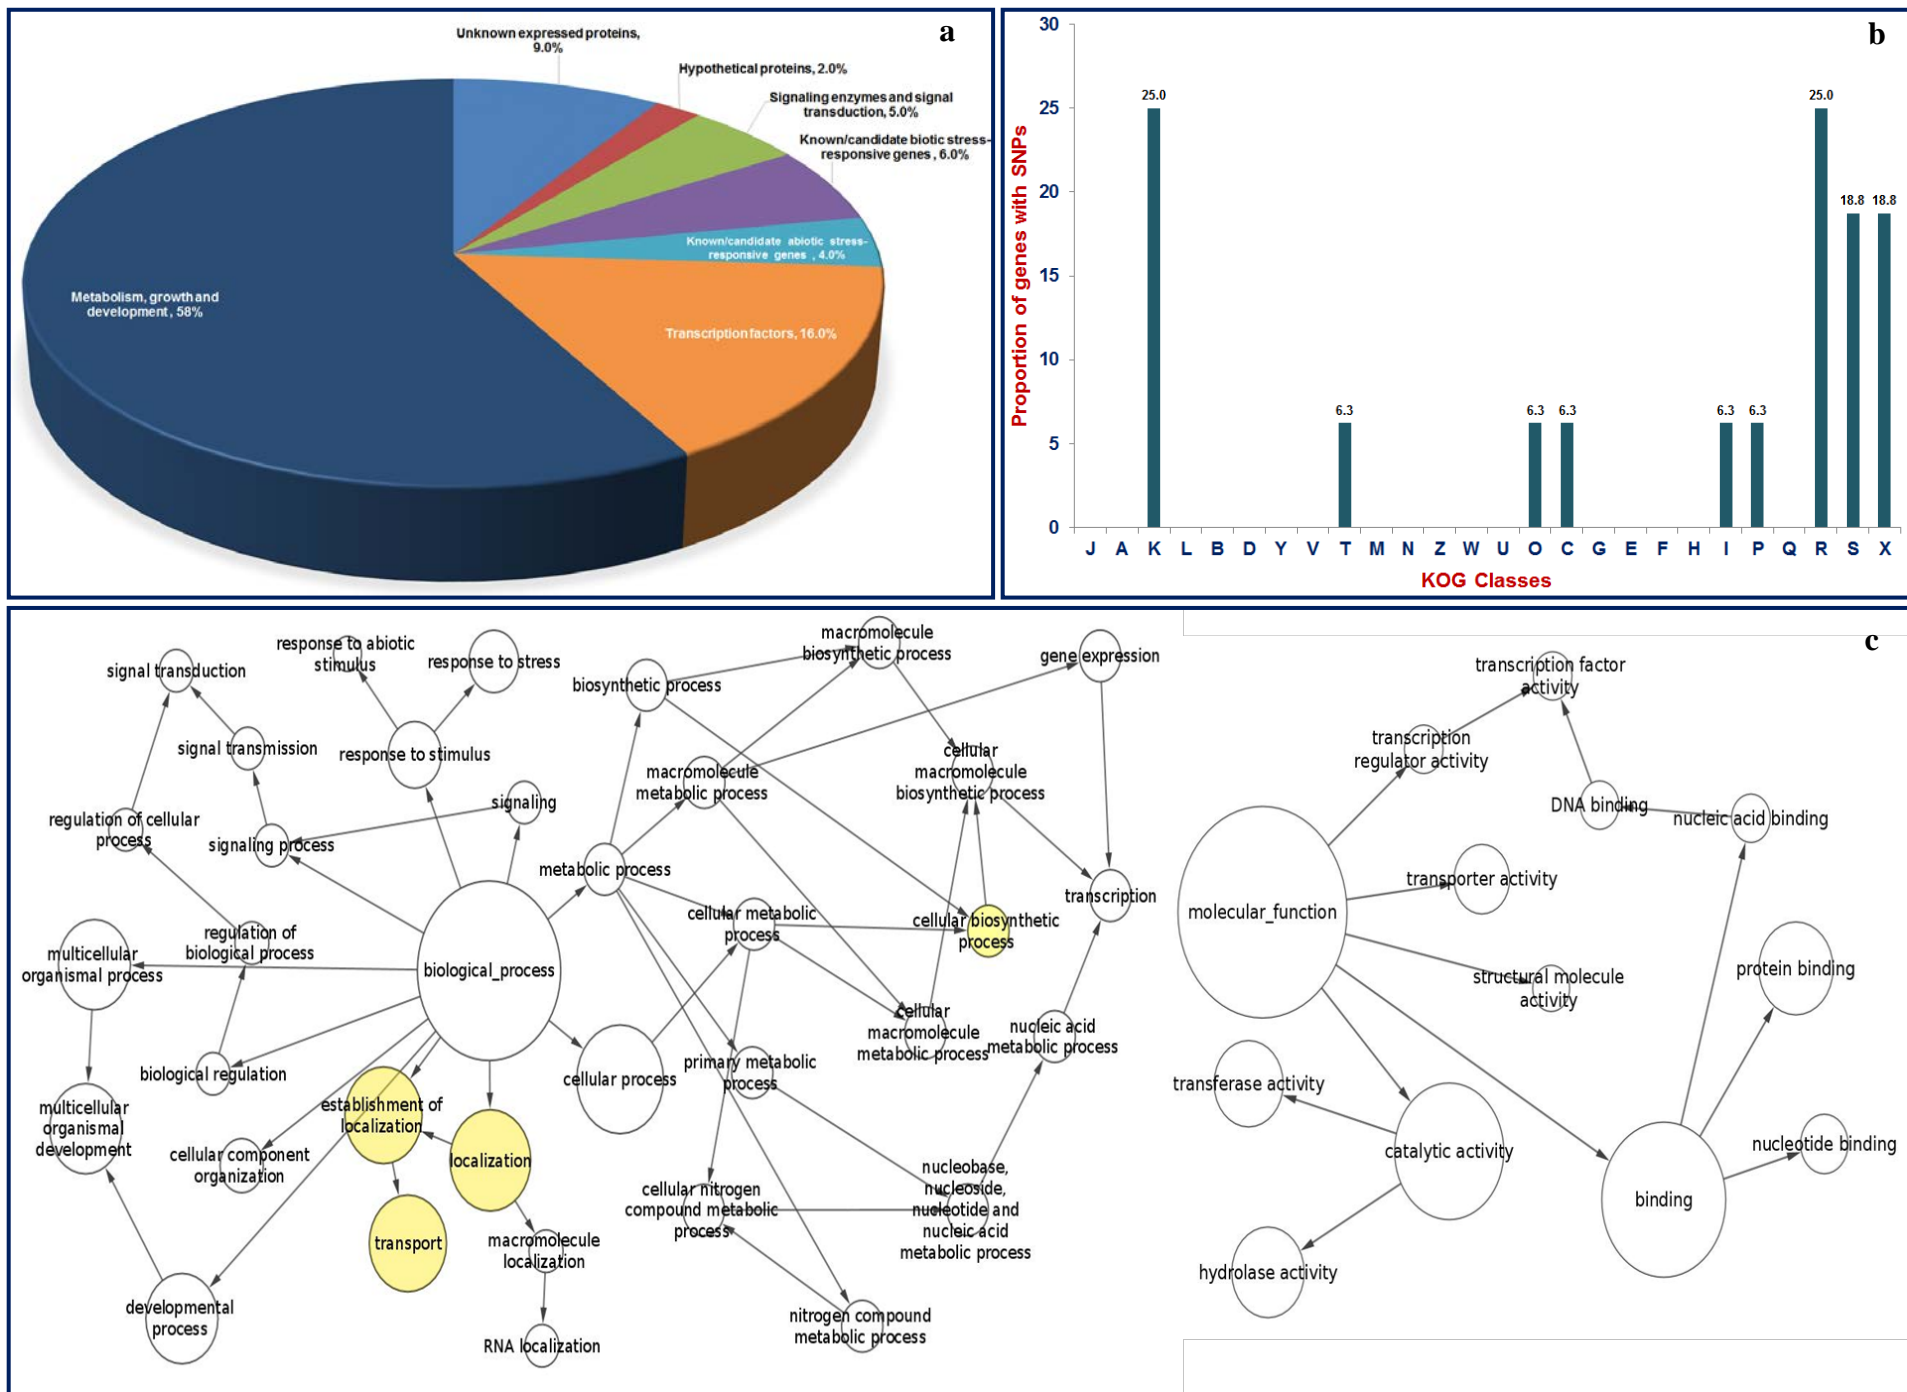 a
Unknown expressed proteins,
9.0%
Hypothetical proteins, 2.0%
Signaling enzymes and signal
transduction, 5.0%
Known/candidate biotic stress-
responsive genes , 6.0%
Known/candidate abiotic stress-
responsive genes , 4.0%
Transcription factors, 16.0%
Metabolism, growth and
development , 58%
b
Proportion of genes with SNPs
30
25
20
15
10
5
0
25.0
6.3
6.3
6.3
6.3
6.3
25.0
18.8
18.8
J A K L B D Y V T M N Z W U O C G E F H I P Q R S X
KOG Classes
c
signal transduction
response to abiotic
stimulus
response to stress
signal transmission
response to stimulus
regulation of cellular
process
signaling process
signaling
multicellular
organismal process
regulation of
biological process
biological_process
biological regulation
multicellular
organismal
development
cellular component
organization
establishment of
localization
localization
transport
macromolecule
localization
RNA localization
developmental
process
biosynthetic process
macromolecule
biosynthetic process
gene expression
macromolecule
metabolic process
cellular
macromolecule
biosynthetic process
metabolic process
cellular metabolic
process
cellular biosynthetic
process
transcription
cellular process
primary metabolic
process
cellular
macromolecule
metabolic process
nucleic acid
metabolic process
cellular nitrogen
compound metabolic
process
nucleobase,
nucleoside,
nucleotide and
nucleic acid
metabolic process
nitrogen compound
metabolic process
transcription factor
activity
transcription
regulator activity
DNA binding
nucleic acid binding
transporter activity
molecular_function
structural molecule
activity
protein binding
transferase activity
catalytic activity
nucleotide binding
binding
hydrolase activity